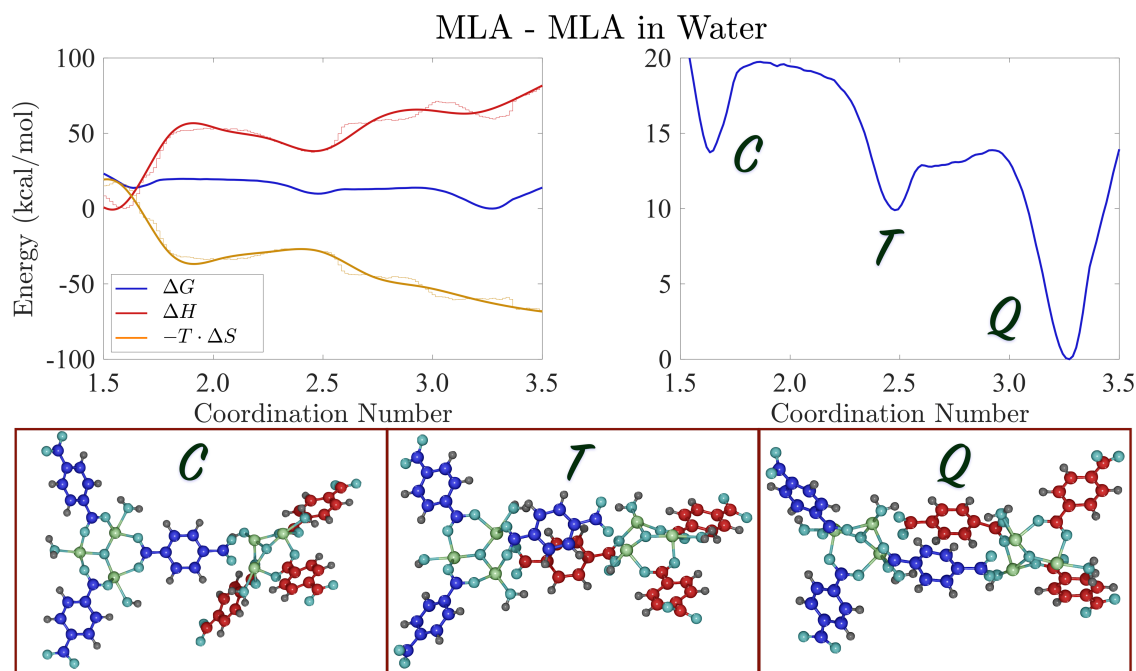 MLA - MLA in Water
Energy (kcal/mol)
100
50
0
-50
-100
ΔG
ΔH
−T · ΔS
1.5 2.0 2.5 3.0 3.5
Coordination Number
20
15
10
5
0
C
T
Q
1.5 2.0 2.5 3.0 3.5
Coordination Number
C
T
Q